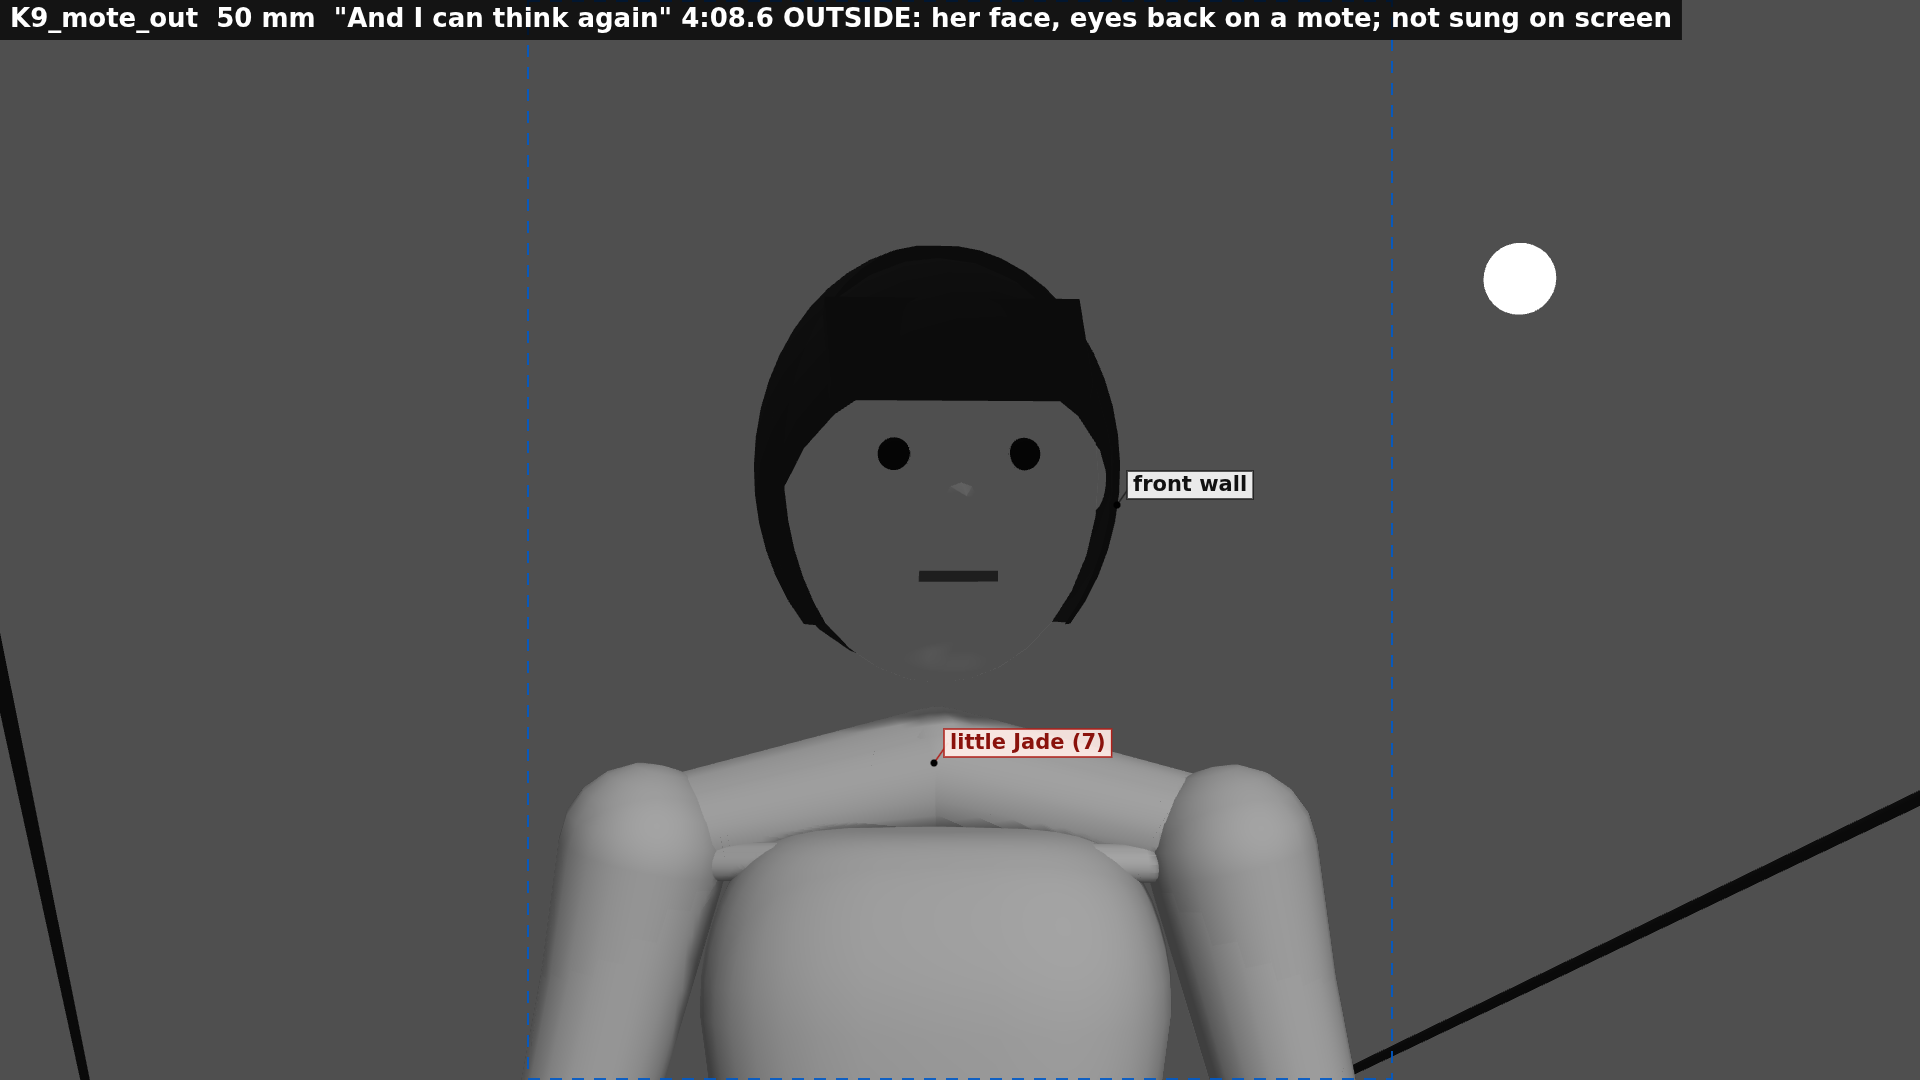 K9_mote_out 50 mm "And I can think again" 4:08.6 OUTSIDE: her face, eyes back on a mote; not sung on screen
front wall
little Jade (7)